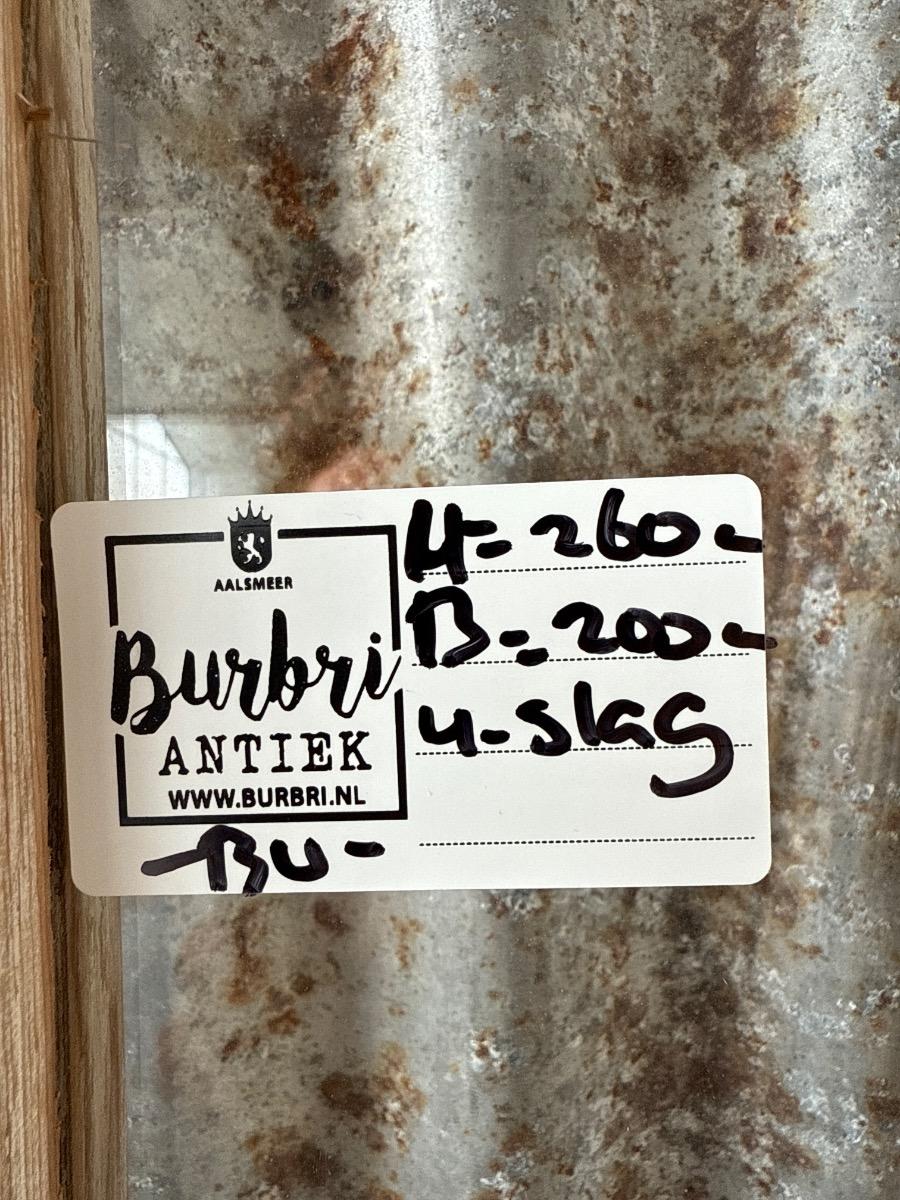 AALSMEER
Burbri
ANTIEK
WWW.BURBRI.NL
H-260-
B-200-
4-slag
-BU-